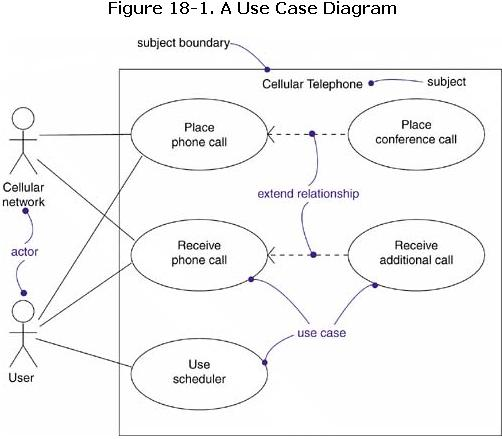 Figure 18-1. A Use Case Diagram
subject boundary
Cellular Telephone
subject
Place
phone call
Place
conference call
Cellular
network
extend relationship
actor
Receive
phone call
Receive
additional call
use case
User
Use
scheduler